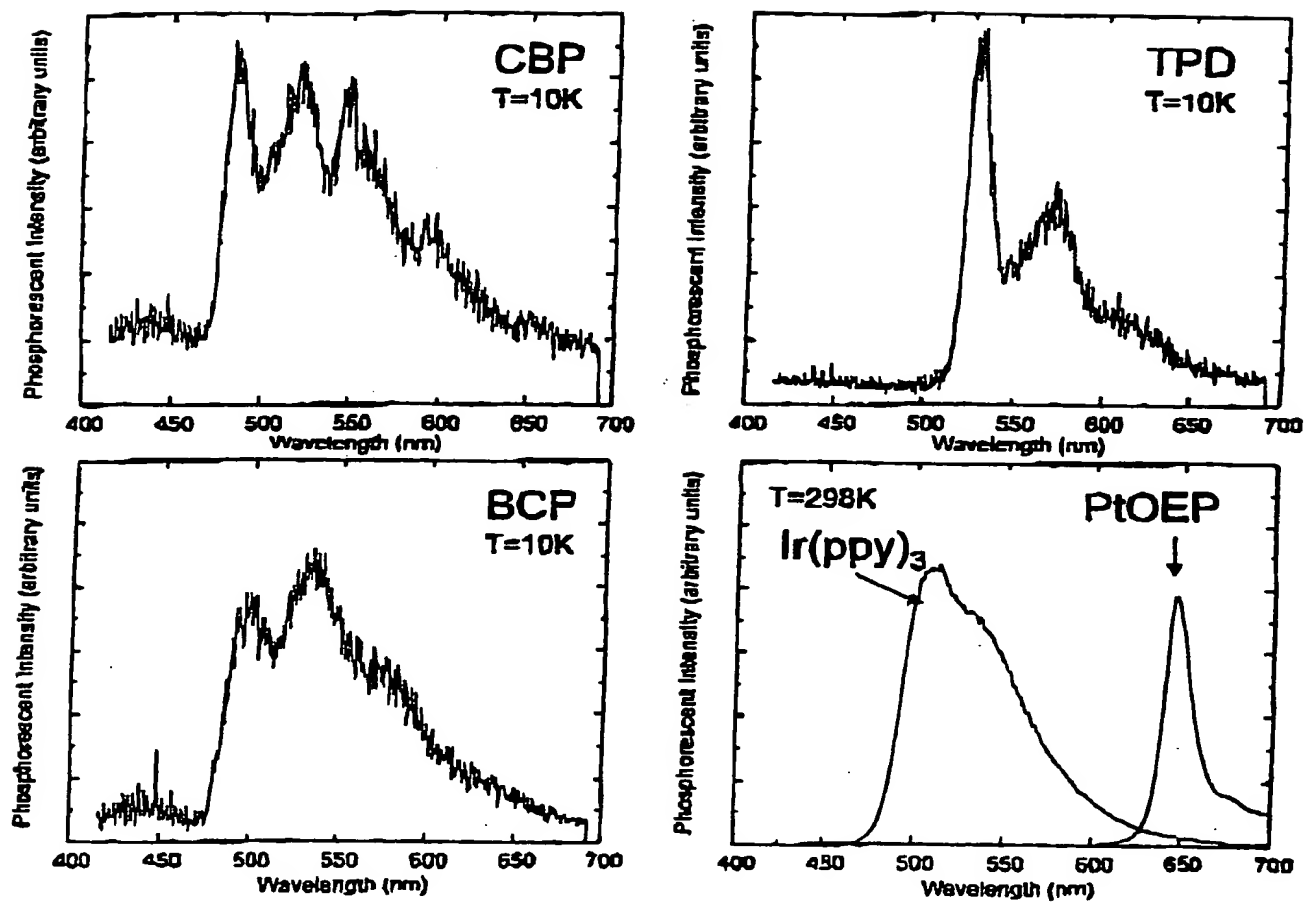 Phosphorescent Intensity (arbitrary units)
CBP
T=10K
400 450 500 550 600 650 700
Wavelength (nm)
Phosphorescent Intensity (arbitrary units)
TPD
T=10K
400 450 500 550 600 650 700
Wavelength (nm)
Phosphorescent Intensity (arbitrary units)
BCP
T=10K
400 450 500 550 600 650 700
Wavelength (nm)
Phosphorescent Intensity (arbitrary units)
T=298K
PtOEP
Ir(ppy)₃
400 450 500 550 600 650 700
Wavelength (nm)